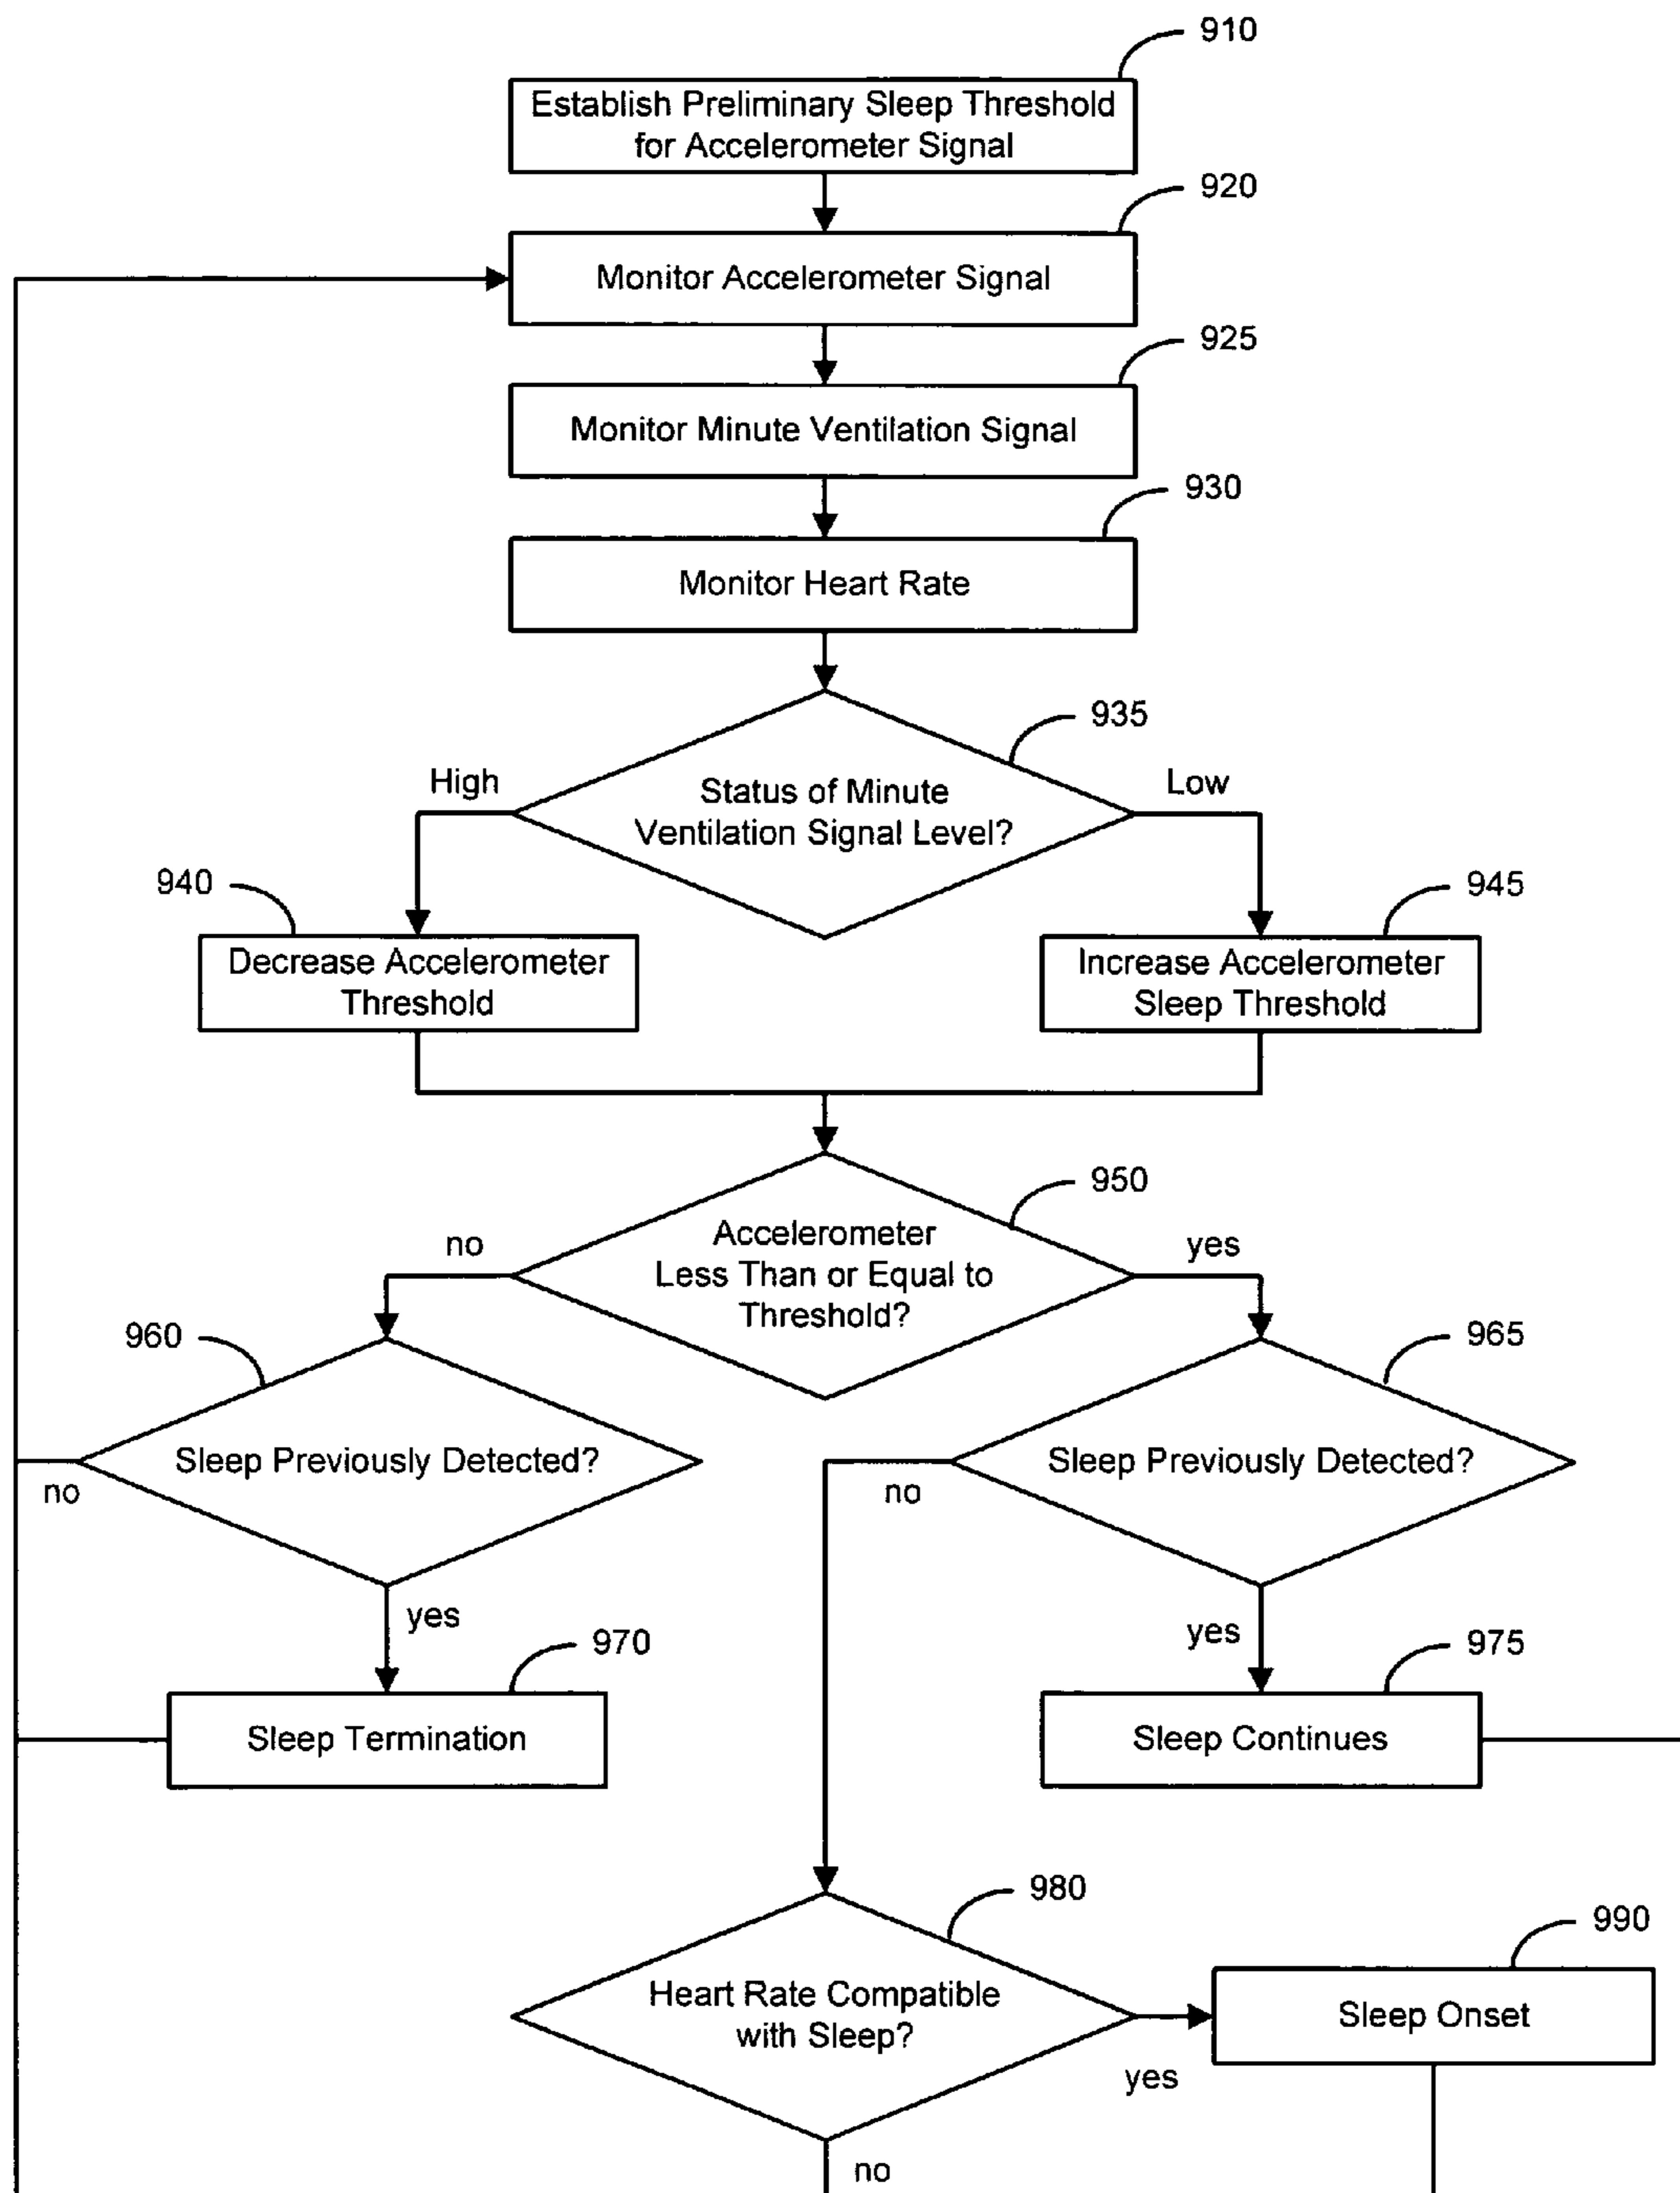 910
Establish Preliminary Sleep Threshold
for Accelerometer Signal
920
Monitor Accelerometer Signal
925
Monitor Minute Ventilation Signal
930
Monitor Heart Rate
935
High
Status of Minute
Ventilation Signal Level?
Low
940
945
Decrease Accelerometer
Threshold
Increase Accelerometer
Sleep Threshold
950
no
Accelerometer
Less Than or Equal to
Threshold?
yes
960
965
Sleep Previously Detected?
Sleep Previously Detected?
no
no
yes
yes
970
975
Sleep Termination
Sleep Continues
980
990
Heart Rate Compatible
with Sleep?
Sleep Onset
yes
no